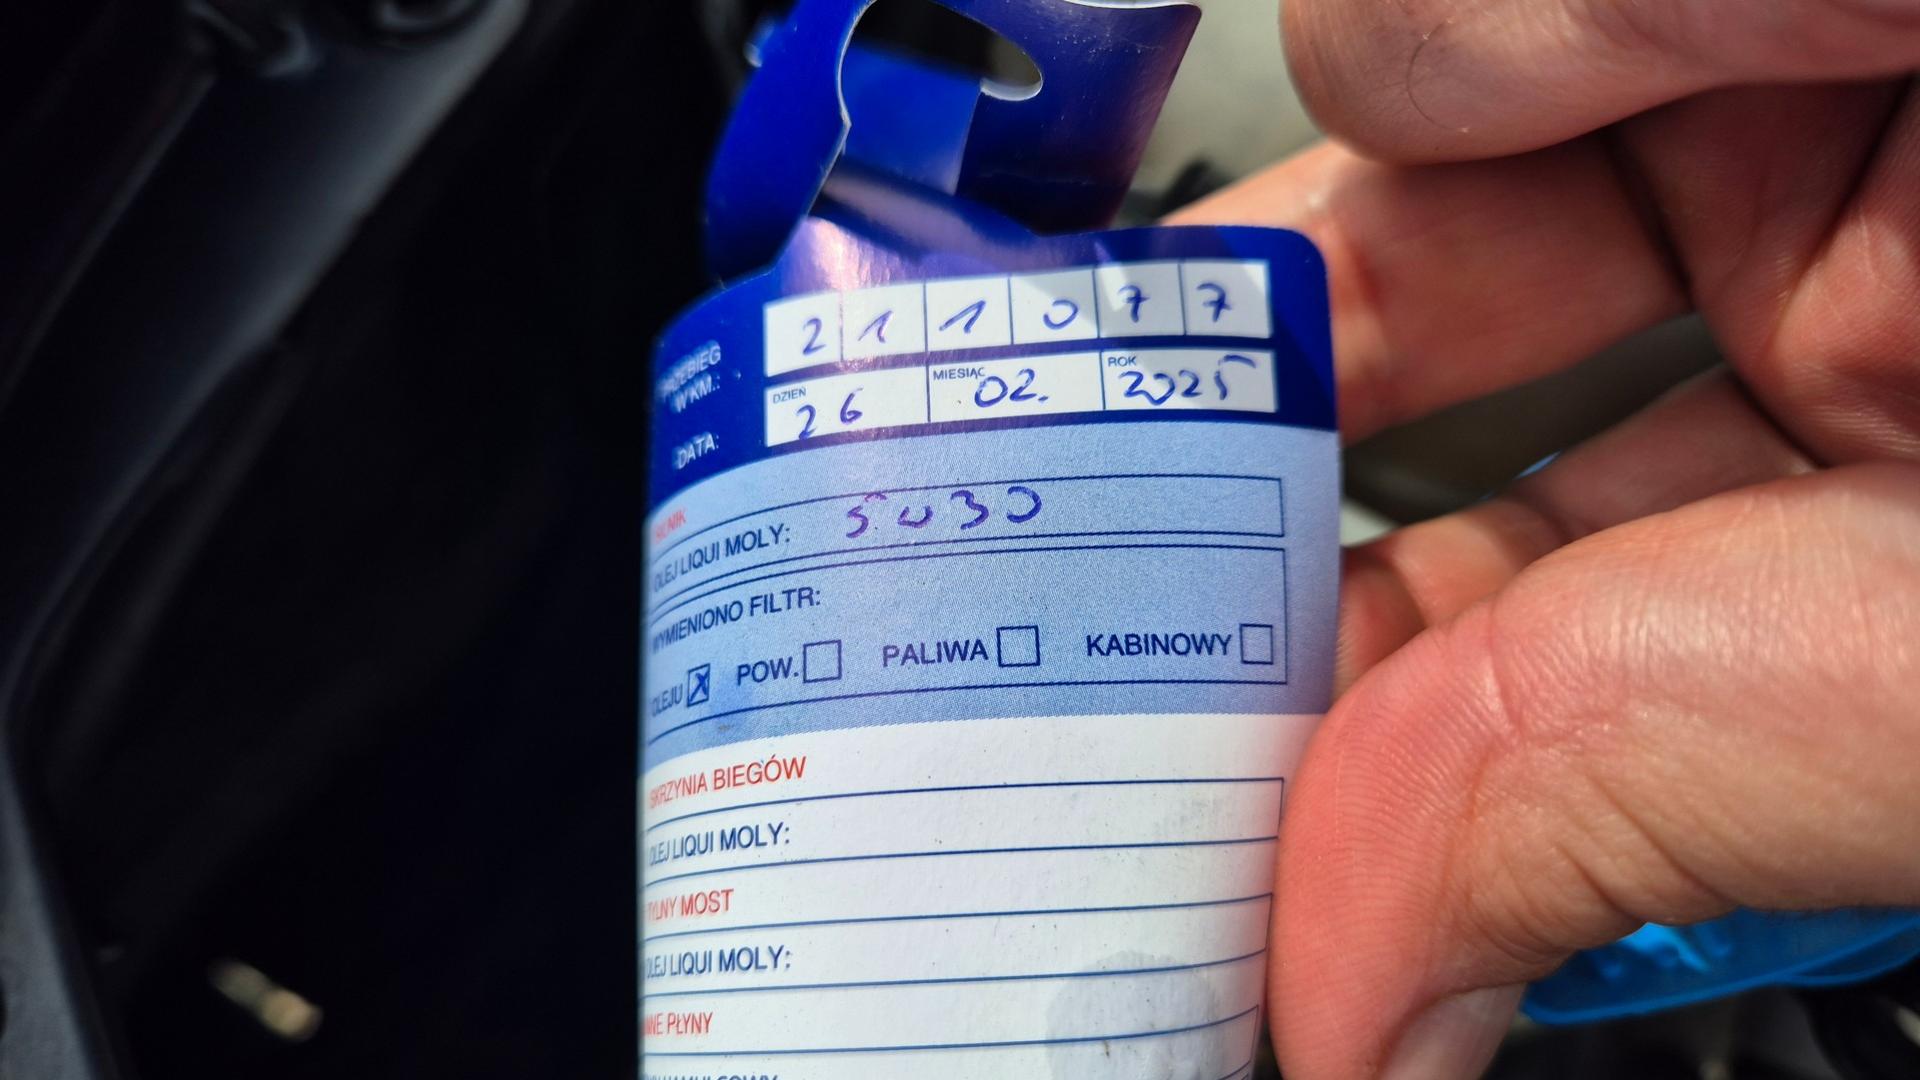 PRZEBIEG W KM.: 2 1 1 0 7 7
DATA: DZIEŃ 26 MIESIĄC 02. ROK 2025
SILNIK
OLEJ LIQUI MOLY: 5W30
WYMIENIONO FILTR:
OLEJU X POW. PALIWA KABINOWY
SKRZYNIA BIEGÓW
OLEJ LIQUI MOLY:
TYLNY MOST
OLEJ LIQUI MOLY:
INNE PŁYNY